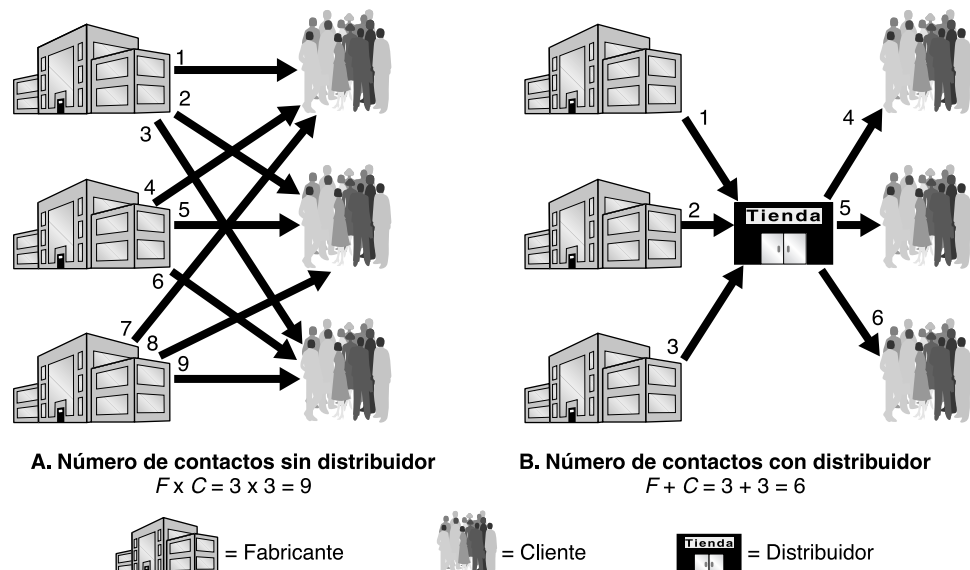 1
2
3
4
5
6
7
8
9
A. Número de contactos sin distribuidor
F x C = 3 x 3 = 9
1
2
3
4
5
6
Tienda
B. Número de contactos con distribuidor
F + C = 3 + 3 = 6
= Fabricante
= Cliente
Tienda
= Distribuidor